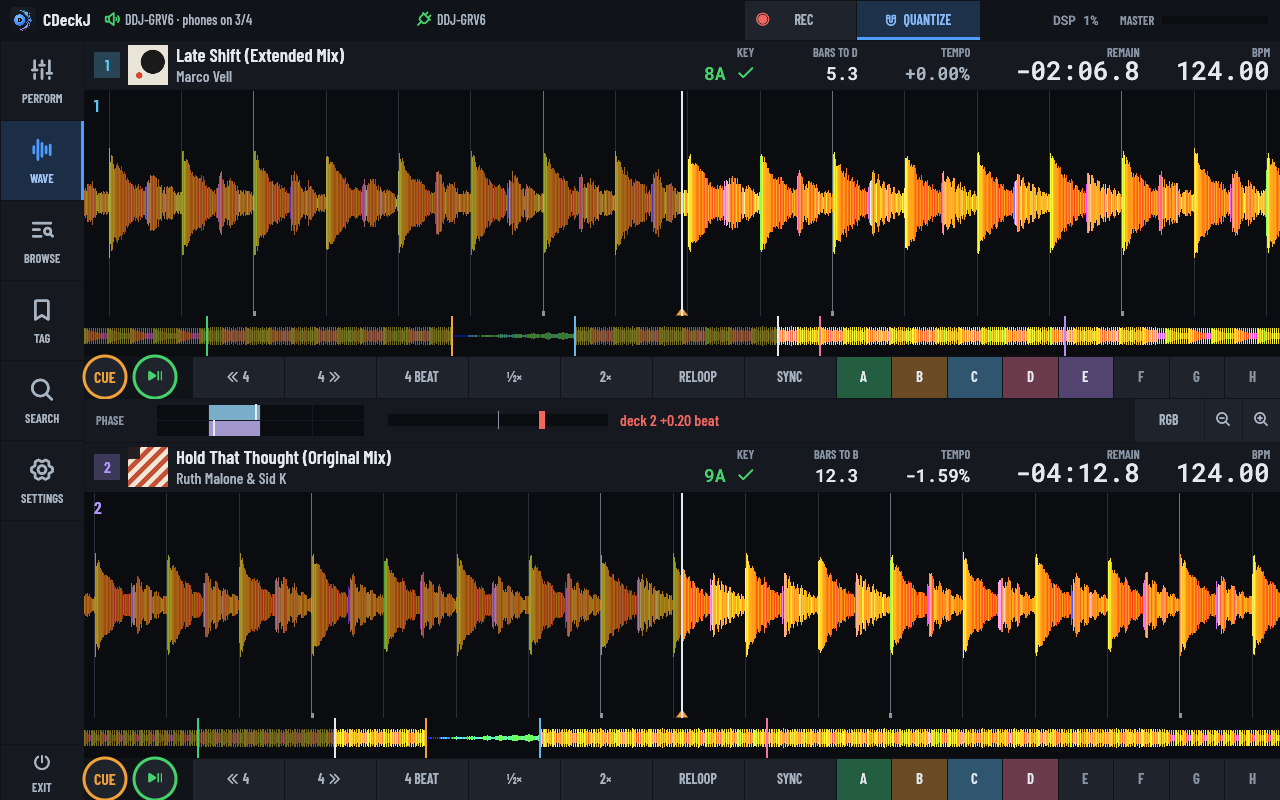 CDeckJ
DDJ-GRV6 · phones on 3/4
DDJ-GRV6
REC
QUANTIZE
DSP 1%
MASTER
PERFORM
WAVE
BROWSE
TAG
SEARCH
SETTINGS
EXIT
1
Late Shift (Extended Mix)
Marco Vell
KEY
8A
BARS TO D
5.3
TEMPO
+0.00%
REMAIN
-02:06.8
BPM
124.00
1
CUE
« 4
4 »
4 BEAT
½×
2×
RELOOP
SYNC
A
B
C
D
E
F
G
H
PHASE
deck 2 +0.20 beat
RGB
2
Hold That Thought (Original Mix)
Ruth Malone & Sid K
KEY
9A
BARS TO B
12.3
TEMPO
-1.59%
REMAIN
-04:12.8
BPM
124.00
2
CUE
« 4
4 »
4 BEAT
½×
2×
RELOOP
SYNC
A
B
C
D
E
F
G
H